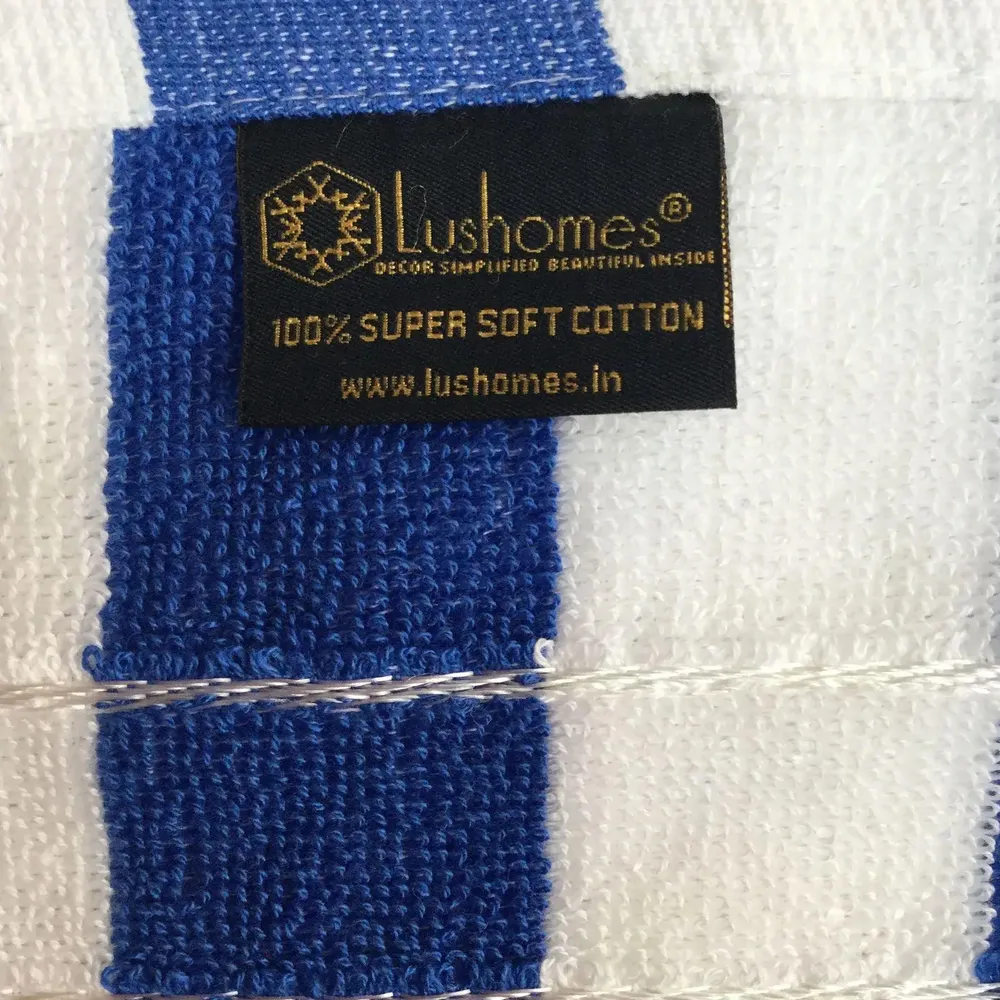 Lushomes®
DECOR SIMPLIFIED BEAUTIFUL INSIDE
100% SUPER SOFT COTTON
www.lushomes.in